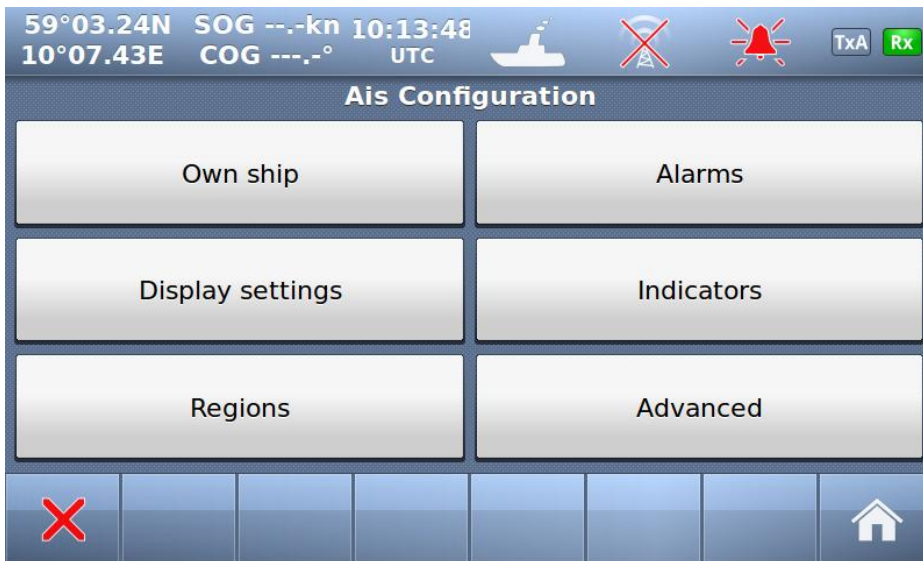 59°03.24N SOG --.-kn 10:13:48
10°07.43E COG ---.-° UTC
TxA Rx
Ais Configuration
Own ship
Alarms
Display settings
Indicators
Regions
Advanced